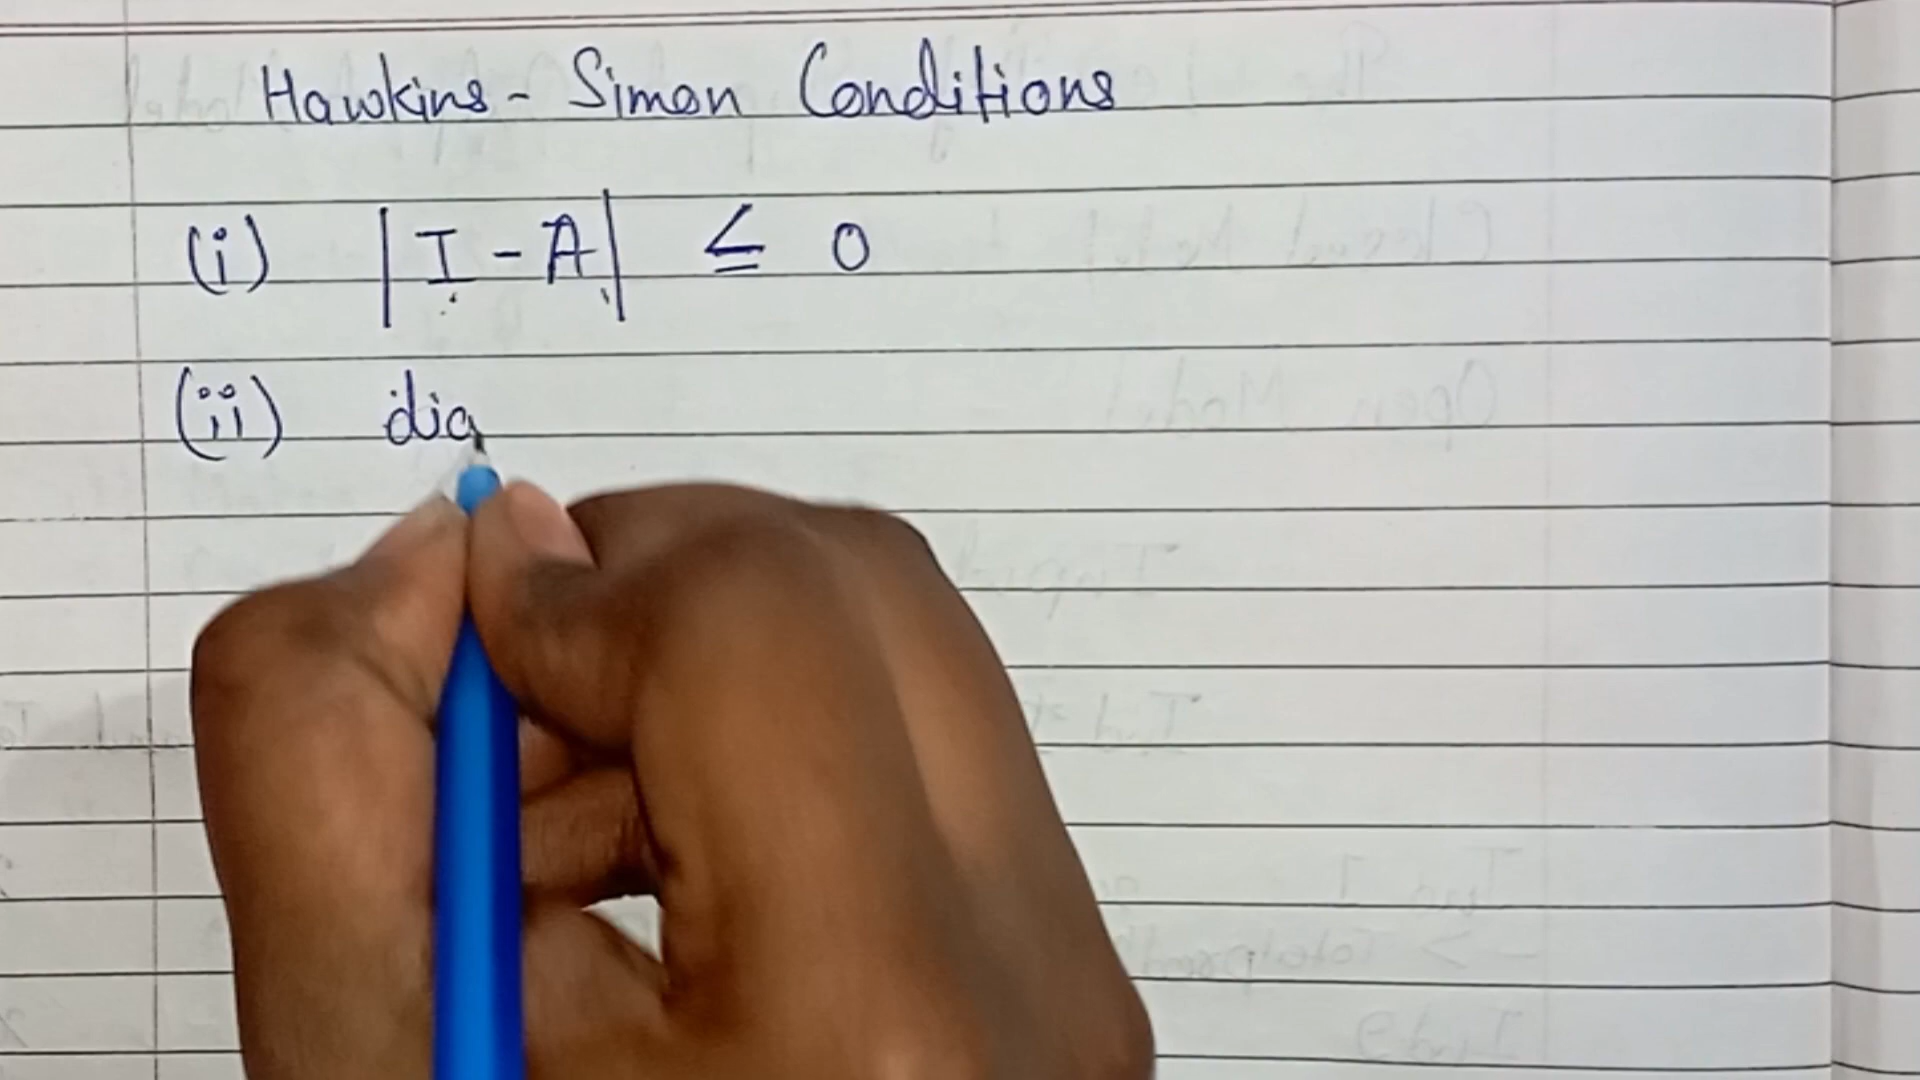 Hawkins - Simon Conditions
(i) |I - A| ≤ 0
(ii) dia